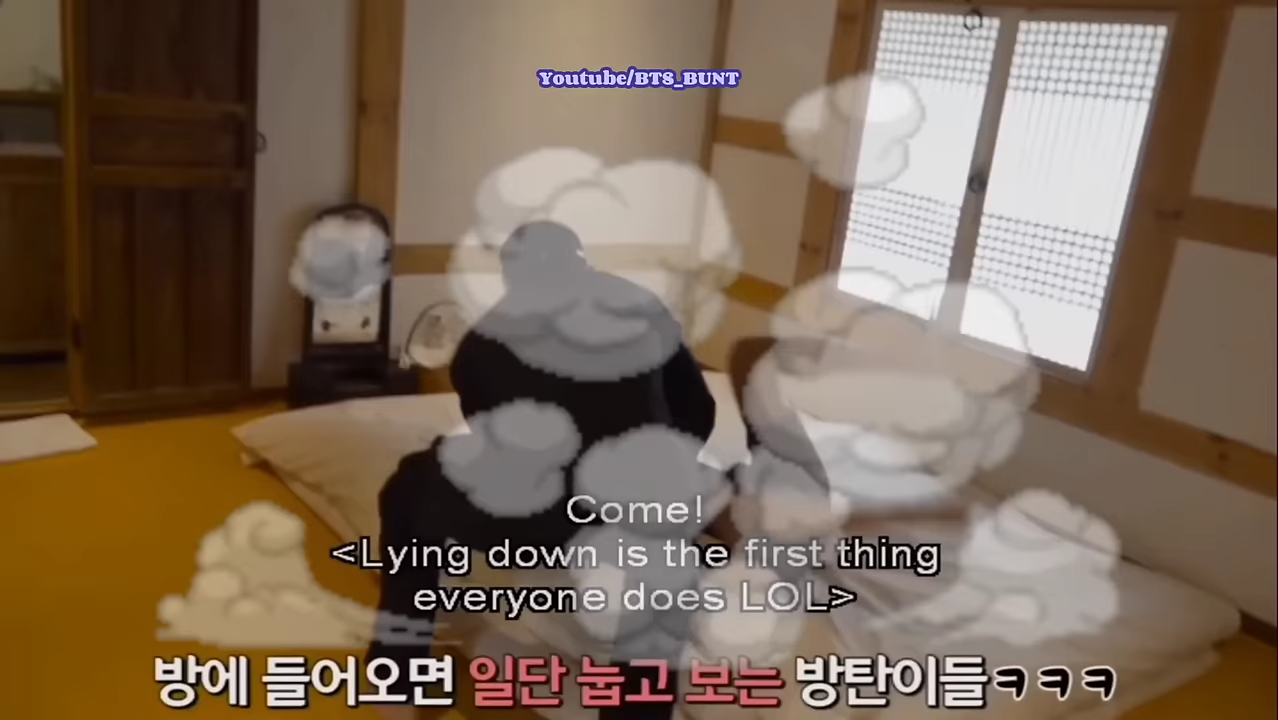 Youtube/BTS_BUNT
Come!
<Lying down is the first thing
everyone does LOL>
방에 들어오면 일단 눕고 보는 방탄이들ㅋㅋㅋ